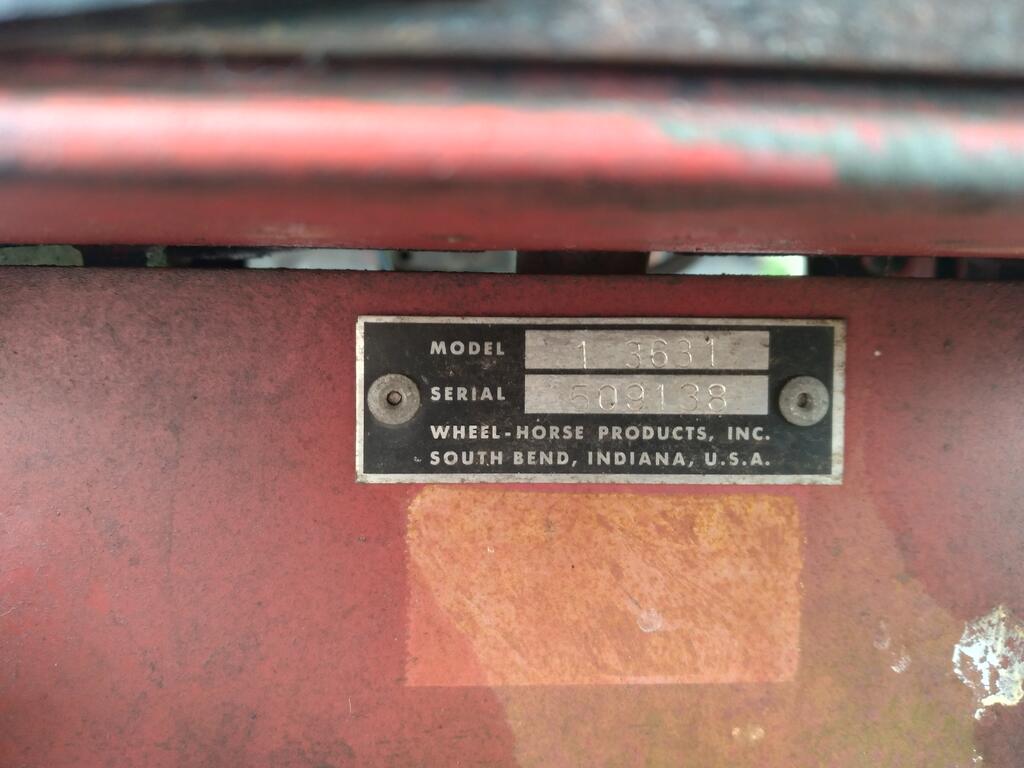 MODEL 1 3631
SERIAL 509138
WHEEL-HORSE PRODUCTS, INC.
SOUTH BEND, INDIANA, U.S.A.